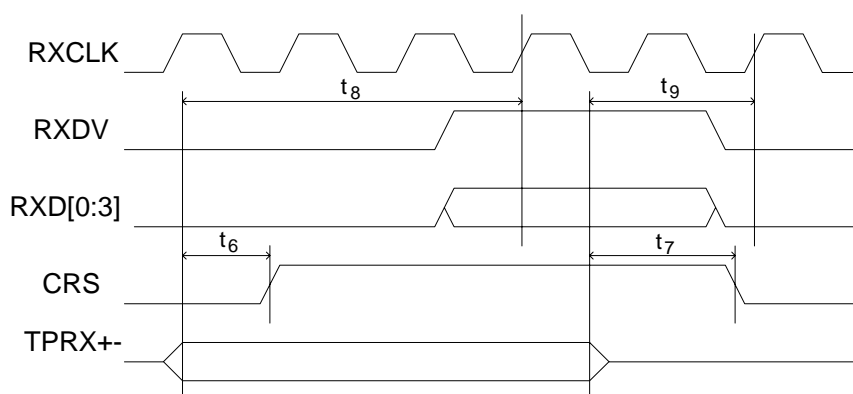 RXCLK
t8
t9
RXDV
RXD[0:3]
t6
t7
CRS
TPRX+-